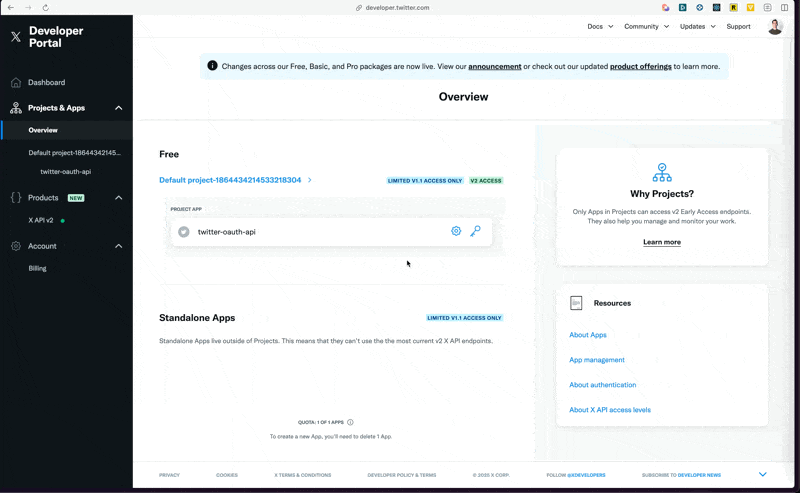 developer.twitter.com
Developer
Portal
Docs
Community
Updates
Support
Dashboard
Projects & Apps
Overview
Default project-18644342145...
twitter-oauth-api
Products NEW
X API v2
Account
Billing
Changes across our Free, Basic, and Pro packages are now live. View our announcement or check out our updated product offerings to learn more.
Overview
Free
Default project-1864434214533218304
LIMITED V1.1 ACCESS ONLY
V2 ACCESS
PROJECT APP
twitter-oauth-api
Standalone Apps
LIMITED V1.1 ACCESS ONLY
Standalone Apps live outside of Projects. This means that they can't use the the most current v2 X API endpoints.
QUOTA: 1 OF 1 APPS
To create a new App, you'll need to delete 1 App.
Why Projects?
Only Apps in Projects can access v2 Early Access endpoints.
They also help you manage and monitor your work.
Learn more
Resources
About Apps
App management
About authentication
About X API access levels
PRIVACY
COOKIES
X TERMS & CONDITIONS
DEVELOPER POLICY & TERMS
© 2025 X CORP.
FOLLOW @XDEVELOPERS
SUBSCRIBE TO DEVELOPER NEWS